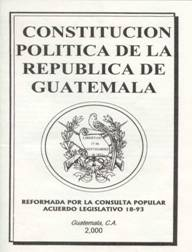 CONSTITUCION
POLITICA DE LA
REPUBLICA DE
GUATEMALA
REFORMADA POR LA CONSULTA POPULAR
ACUERDO LEGISLATIVO 18-93
Guatemala, C.A.
2,000